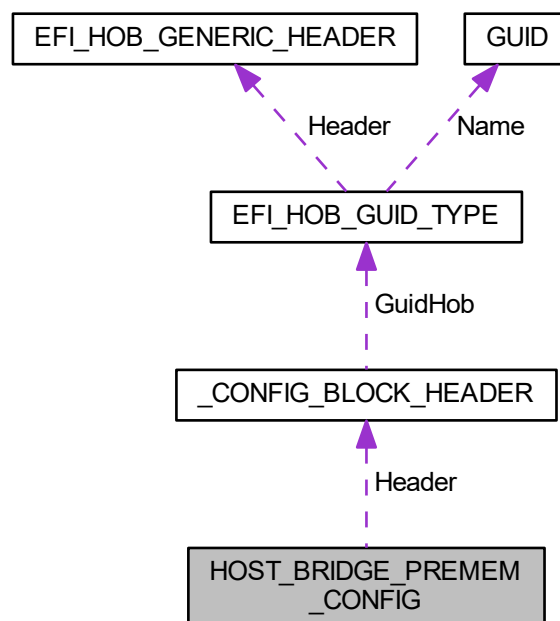 EFI_HOB_GENERIC_HEADER
GUID
Header
Name
EFI_HOB_GUID_TYPE
GuidHob
_CONFIG_BLOCK_HEADER
Header
HOST_BRIDGE_PREMEM
_CONFIG